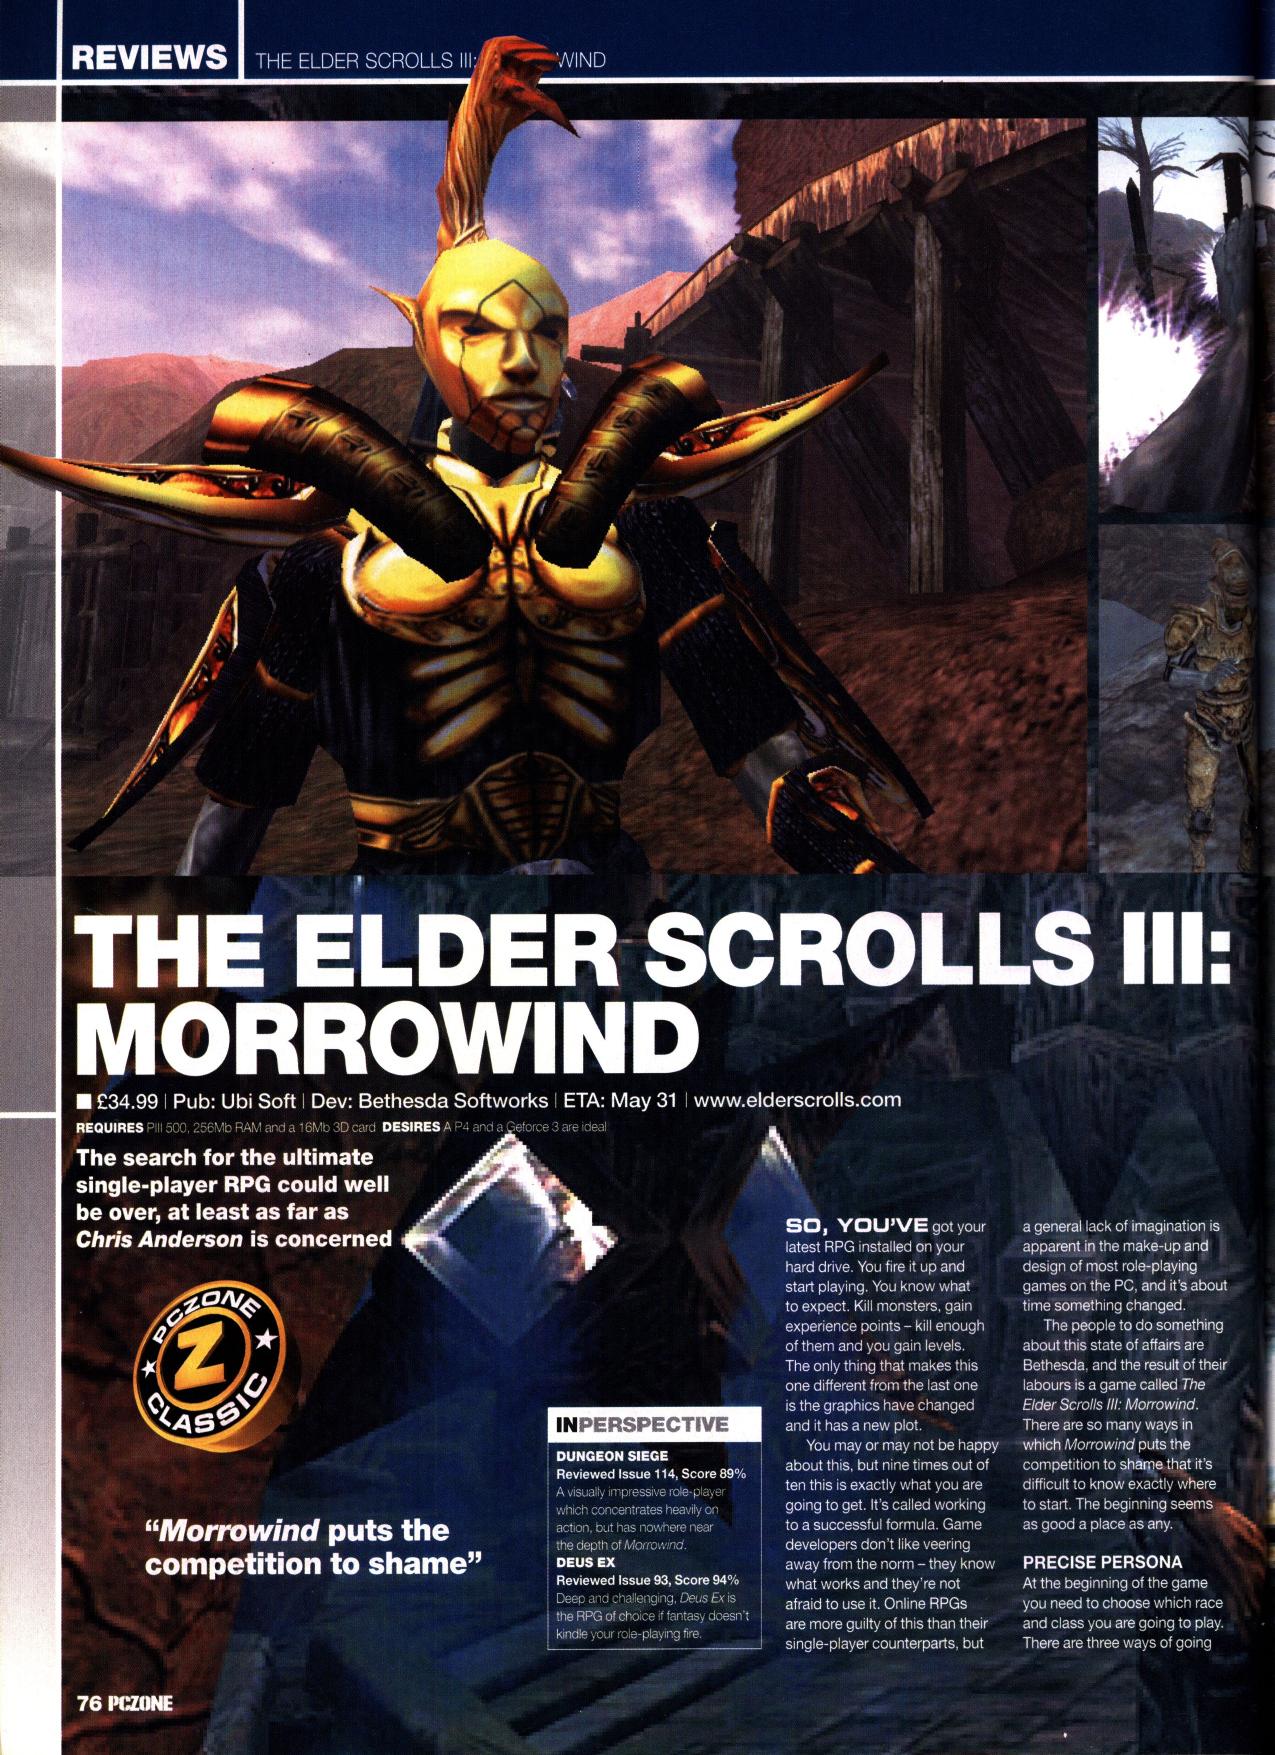 REVIEWS
THE ELDER SCROLLS III: WIND
THE ELDER SCROLLS III:
MORROWIND
£34.99 | Pub: Ubi Soft | Dev: Bethesda Softworks | ETA: May 31 | www.elderscrolls.com
REQUIRES PIII 500, 256Mb RAM and a 16Mb 3D card DESIRES A P4 and a Geforce 3 are ideal
The search for the ultimate
single-player RPG could well
be over, at least as far as
Chris Anderson is concerned
PCZONE
Z
CLASSIC
“Morrowind puts the
competition to shame”
INPERSPECTIVE
DUNGEON SIEGE
Reviewed Issue 114, Score 89%
A visually impressive role-player
which concentrates heavily on
action, but has nowhere near
the depth of Morrowind.
DEUS EX
Reviewed Issue 93, Score 94%
Deep and challenging, Deus Ex is
the RPG of choice if fantasy doesn't
kindle your role-playing fire.
SO, YOU'VE got your
latest RPG installed on your
hard drive. You fire it up and
start playing. You know what
to expect. Kill monsters, gain
experience points – kill enough
of them and you gain levels.
The only thing that makes this
one different from the last one
is the graphics have changed
and it has a new plot.
You may or may not be happy
about this, but nine times out of
ten this is exactly what you are
going to get. It's called working
to a successful formula. Game
developers don't like veering
away from the norm – they know
what works and they're not
afraid to use it. Online RPGs
are more guilty of this than their
single-player counterparts, but
a general lack of imagination is
apparent in the make-up and
design of most role-playing
games on the PC, and it's about
time something changed.
The people to do something
about this state of affairs are
Bethesda, and the result of their
labours is a game called The
Elder Scrolls III: Morrowind.
There are so many ways in
which Morrowind puts the
competition to shame that it's
difficult to know exactly where
to start. The beginning seems
as good a place as any.
PRECISE PERSONA
At the beginning of the game
you need to choose which race
and class you are going to play.
There are three ways of going
76 PCZONE